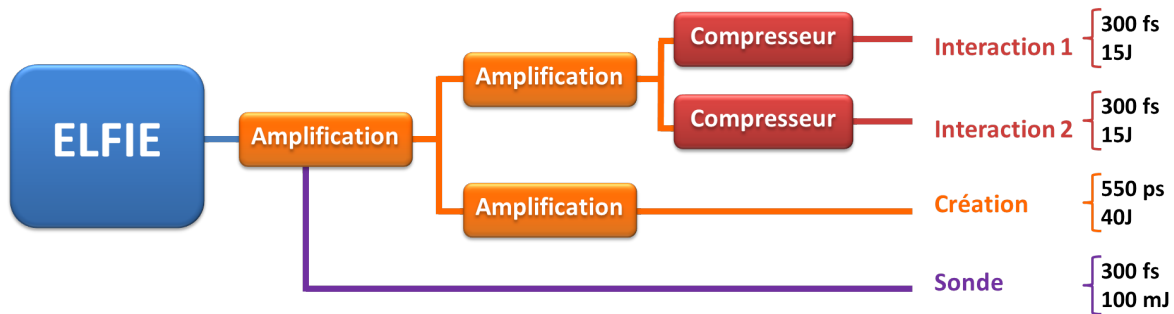 ELFIE
Amplification
Amplification
Compresseur
Interaction 1
300 fs
15J
Compresseur
Interaction 2
300 fs
15J
Amplification
Création
550 ps
40J
Sonde
300 fs
100 mJ